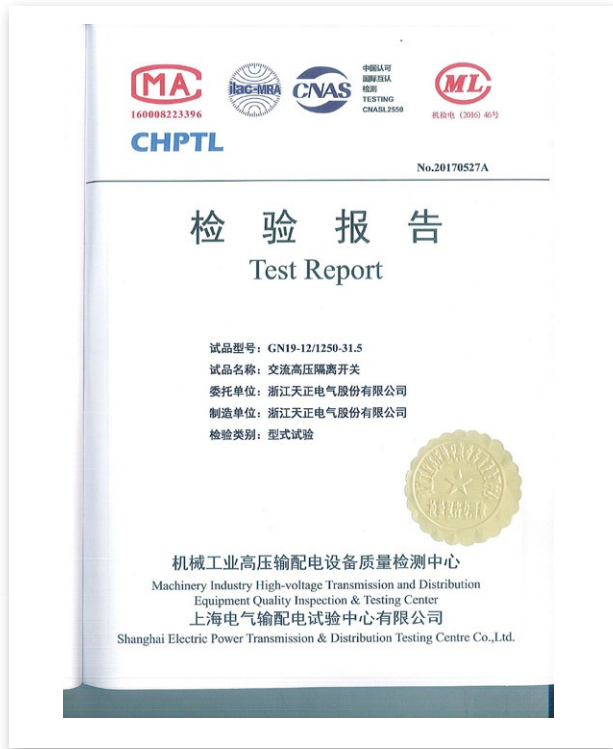 MA
160008223396
ilac-MRA
CNAS
中国认可
国际互认
检测
TESTING
CNASL2550
ML
机检电 (2016) 46号
CHPTL
No.20170527A
检 验 报 告
Test Report
试品型号：GN19-12/1250-31.5
试品名称：交流高压隔离开关
委托单位：浙江天正电气股份有限公司
制造单位：浙江天正电气股份有限公司
检验类别：型式试验
机械工业高压输配电设备质量检测中心
Machinery Industry High-voltage Transmission and Distribution
Equipment Quality Inspection & Testing Center
上海电气输配电试验中心有限公司
Shanghai Electric Power Transmission & Distribution Testing Centre Co.,Ltd.